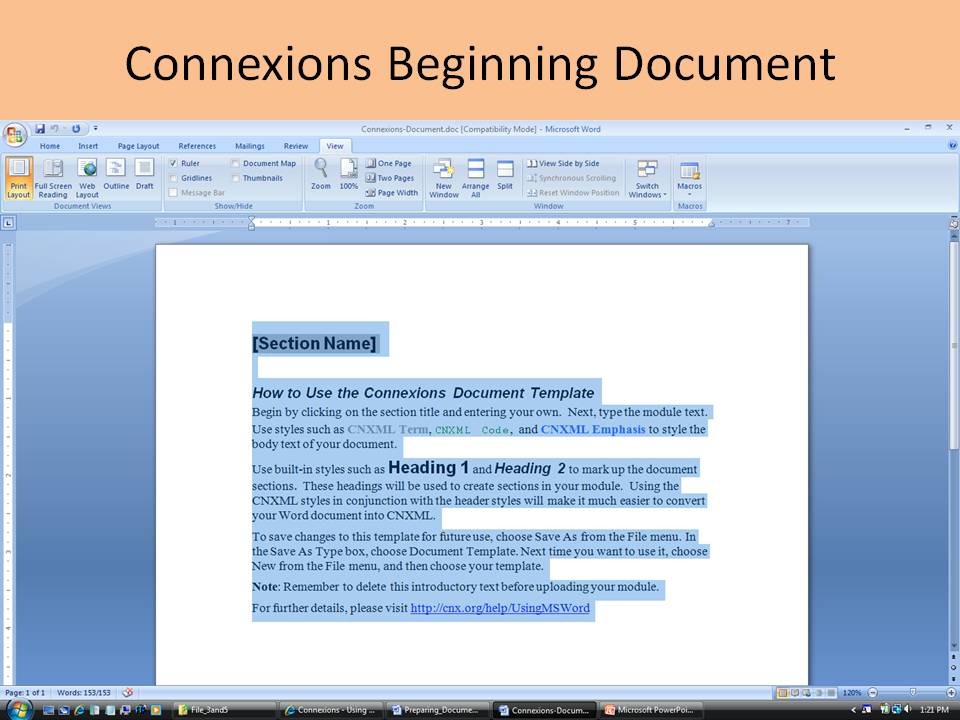 Connexions Beginning Document
Connexions-Document.doc [Compatibility Mode] - Microsoft Word
Home Insert Page Layout References Mailings Review View
Print Layout
Full Screen Reading
Web Layout
Outline
Draft
Document Views
Ruler
Gridlines
Message Bar
Document Map
Thumbnails
Show/Hide
Zoom
100%
One Page
Two Pages
Page Width
Zoom
New Window
Arrange All
Split
View Side by Side
Synchronous Scrolling
Reset Window Position
Window
Switch Windows
Macros
Macros
1 1 2 3 4 5 6 7
[Section Name]
How to Use the Connexions Document Template
Begin by clicking on the section title and entering your own. Next, type the module text.
Use styles such as CNXML Term, CNXML Code, and CNXML Emphasis to style the
body text of your document.
Use built-in styles such as Heading 1 and Heading 2 to mark up the document
sections. These headings will be used to create sections in your module. Using the
CNXML styles in conjunction with the header styles will make it much easier to convert
your Word document into CNXML.
To save changes to this template for future use, choose Save As from the File menu. In
the Save As Type box, choose Document Template. Next time you want to use it, choose
New from the File menu, and then choose your template.
Note: Remember to delete this introductory text before uploading your module.
For further details, please visit http://cnx.org/help/UsingMSWord
Page: 1 of 1 Words: 153/153 120%
File_3and5 Connexions - Using ... Preparing_Docume... Connexions-Docum... Microsoft PowerPoi... 1:21 PM